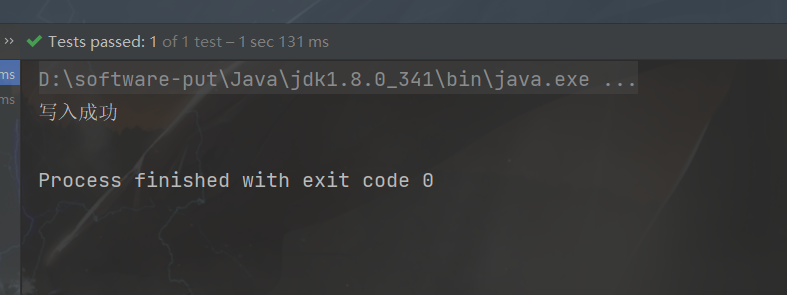 ›› Tests passed: 1 of 1 test – 1 sec 131 ms
ms
D:\software-put\Java\jdk1.8.0_341\bin\java.exe ...
ms
写入成功
Process finished with exit code 0